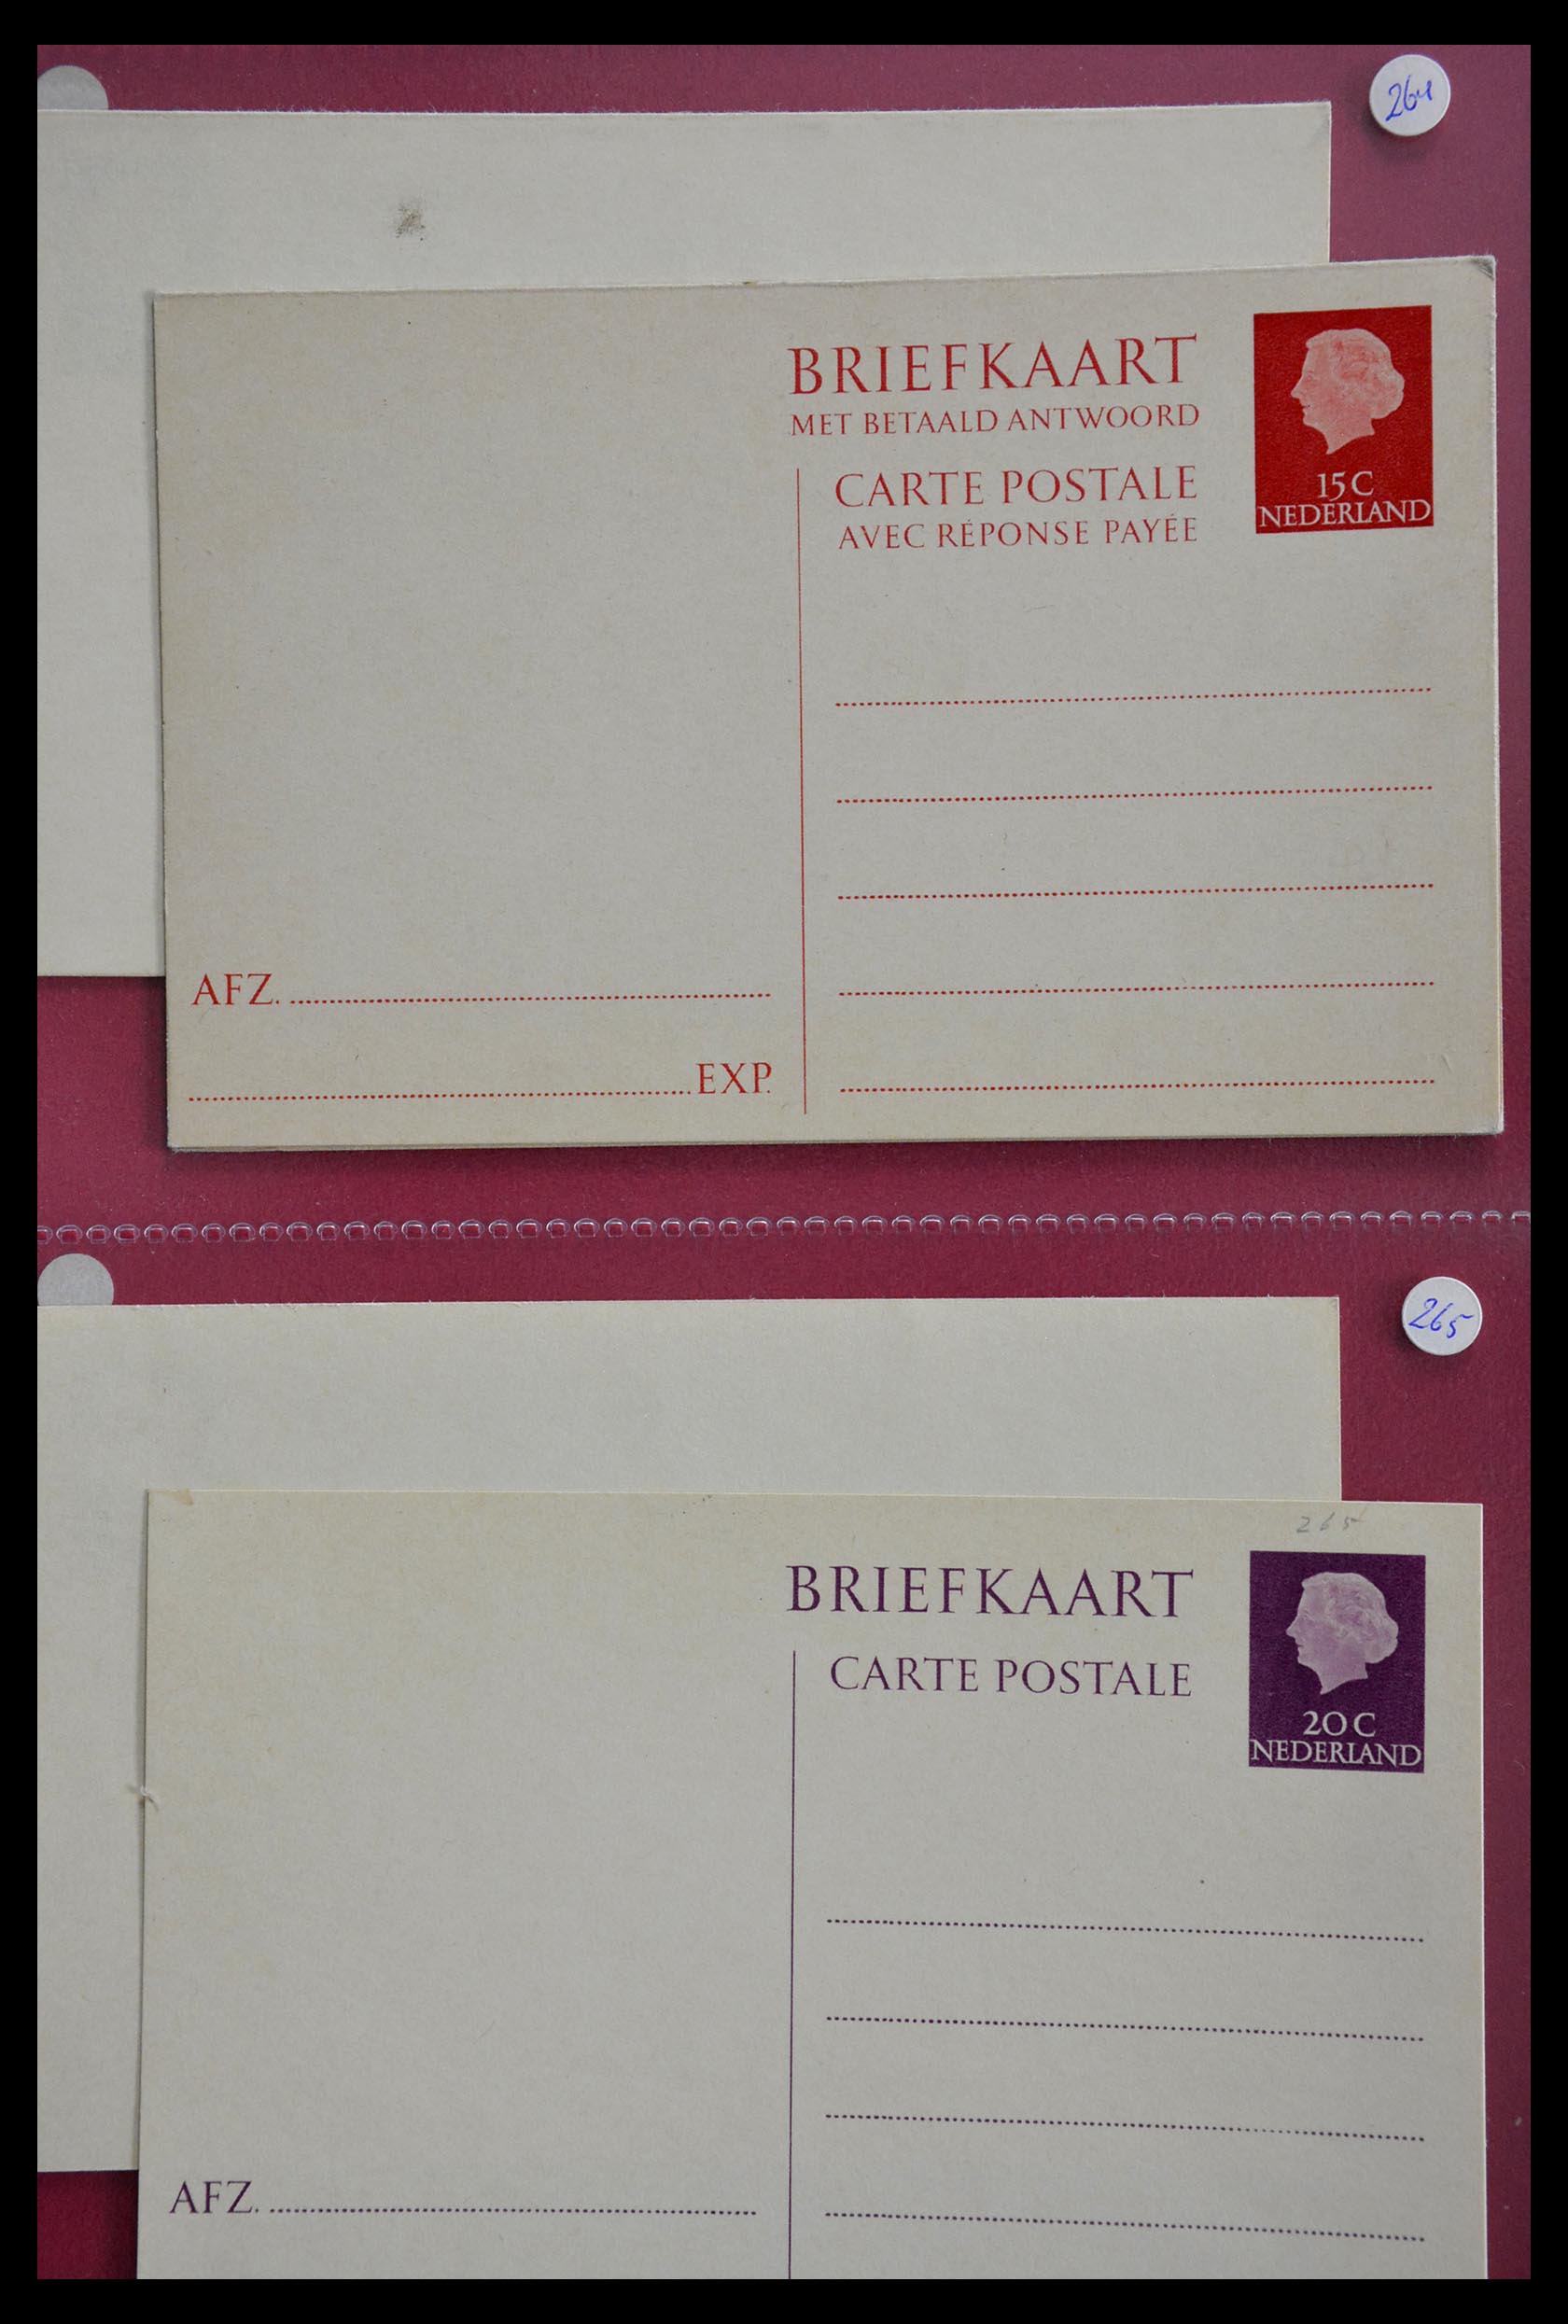 264
BRIEFKAART
MET BETAALD ANTWOORD
CARTE POSTALE
AVEC RÉPONSE PAYÉE
15 C
NEDERLAND
AFZ.
EXP.
265
265
BRIEFKAART
CARTE POSTALE
20 C
NEDERLAND
AFZ.